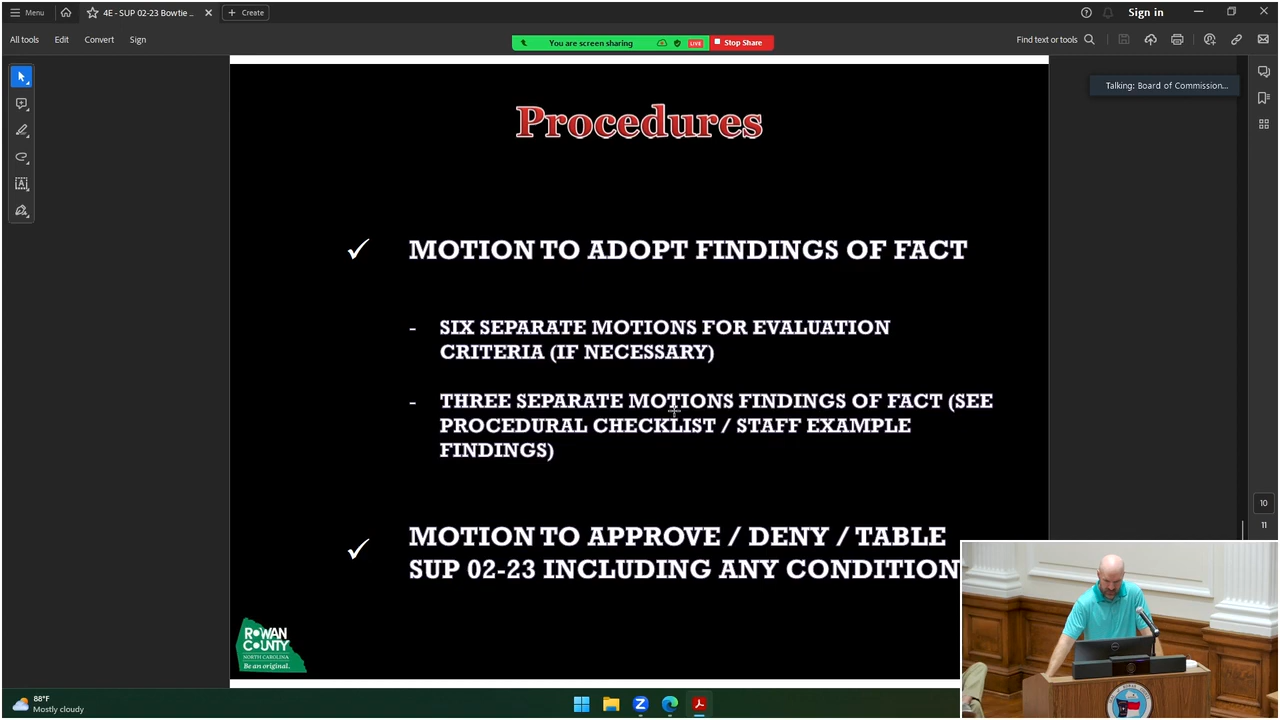 Menu
4E - SUP 02-23 Bowtie ..
Create
Sign in
All tools
Edit
Convert
Sign
You are screen sharing
LIVE
Stop Share
Find text or tools
Talking: Board of Commission...
Procedures
MOTION TO ADOPT FINDINGS OF FACT
- SIX SEPARATE MOTIONS FOR EVALUATION
CRITERIA (IF NECESSARY)
- THREE SEPARATE MOTIONS FINDINGS OF FACT (SEE
PROCEDURAL CHECKLIST / STAFF EXAMPLE
FINDINGS)
MOTION TO APPROVE / DENY / TABLE
SUP 02-23 INCLUDING ANY CONDITION
10
11
ROWAN
COUNTY
NORTH CAROLINA
Be an original.
88°F
Mostly cloudy